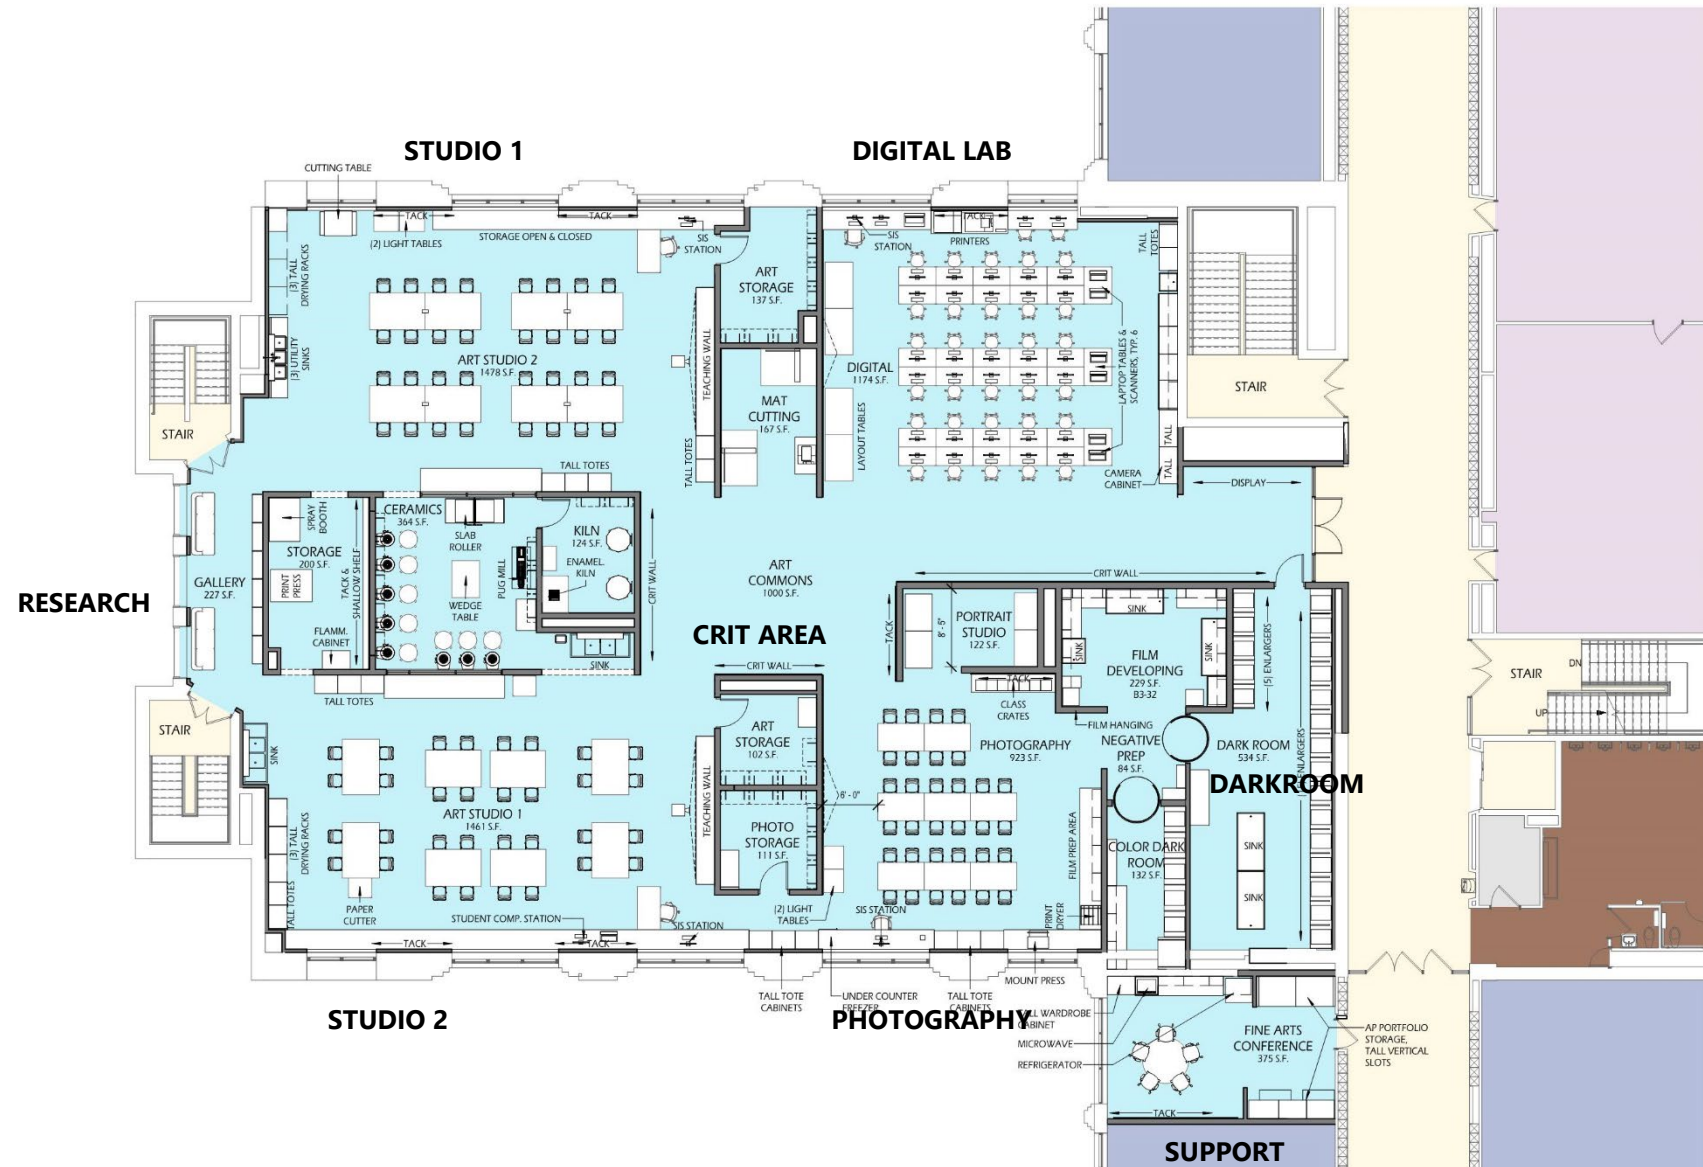 STUDIO 1
DIGITAL LAB
CUTTING TABLE
TACK
TACK
(2) LIGHT TABLES
STORAGE OPEN & CLOSED
SIS
STATION
(3) TALL
DRYING RACKS
(3) UTILITY
SINKS
ART STUDIO 2
1478 S.F.
TEACHING WALL
TALL TOTES
TALL TOTES
ART
STORAGE
137 S.F.
MAT
CUTTING
167 S.F.
SIS
STATION
TACK
PRINTERS
TALL
TOTES
DIGITAL
1174 S.F.
LAYOUT TABLES
LAPTOP TABLES &
SCANNERS, TYP. 6
CAMERA
CABINET
TALL
TALL
DISPLAY
STAIR
STAIR
RESEARCH
GALLERY
227 S.F.
SPRAY
BOOTH
STORAGE
200 S.F.
PRINT
PRESS
TACK &
SHALLOW SHELF
FLAMM.
CABINET
CERAMICS
364 S.F.
SLAB
ROLLER
WEDGE
TABLE
PUG MILL
KILN
124 S.F.
ENAMEL.
KILN
SINK
CRIT WALL
ART
COMMONS
1000 S.F.
CRIT AREA
CRIT WALL
CRIT WALL
TACK
8' - 5"
PORTRAIT
STUDIO
122 S.F.
TACK
CLASS
CRATES
SINK
SINK
SINK
FILM
DEVELOPING
229 S.F.
B3-32
FILM HANGING
NEGATIVE
PREP
84 S.F.
(5) ENLARGERS
ENLARGERS
DARK ROOM
534 S.F.
DARKROOM
SINK
SINK
COLOR DARK
ROOM
132 S.F.
PHOTOGRAPHY
923 S.F.
FILM PREP AREA
PRINT
DRYER
6' - 0"
STAIR
DN
UP
STAIR
SINK
TALL TOTES
(3) TALL
DRYING RACKS
TALL TOTES
ART STUDIO 1
1461 S.F.
PAPER
CUTTER
TEACHING WALL
ART
STORAGE
102 S.F.
PHOTO
STORAGE
111 S.F.
(2) LIGHT
TABLES
SIS STATION
STUDENT COMP. STATION
SIS STATION
TACK
TACK
MOUNT PRESS
TALL TOTE
CABINETS
UNDER COUNTER
FREEZER
TALL TOTE
CABINETS
STUDIO 2
PHOTOGRAPHY
WARDROBE
CABINET
MICROWAVE
REFRIGERATOR
FINE ARTS
CONFERENCE
375 S.F.
AP PORTFOLIO
STORAGE,
TALL VERTICAL
SLOTS
TACK
SUPPORT